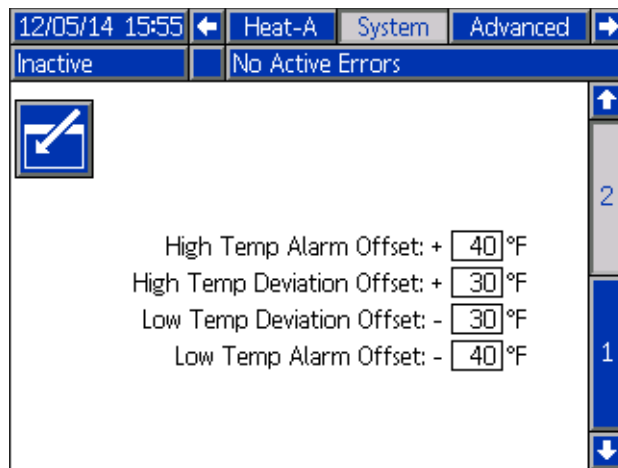 12/05/14 15:55 Heat-A System Advanced
Inactive No Active Errors
2
High Temp Alarm Offset: + 40 °F
High Temp Deviation Offset: + 30 °F
Low Temp Deviation Offset: - 30 °F
Low Temp Alarm Offset: - 40 °F
1